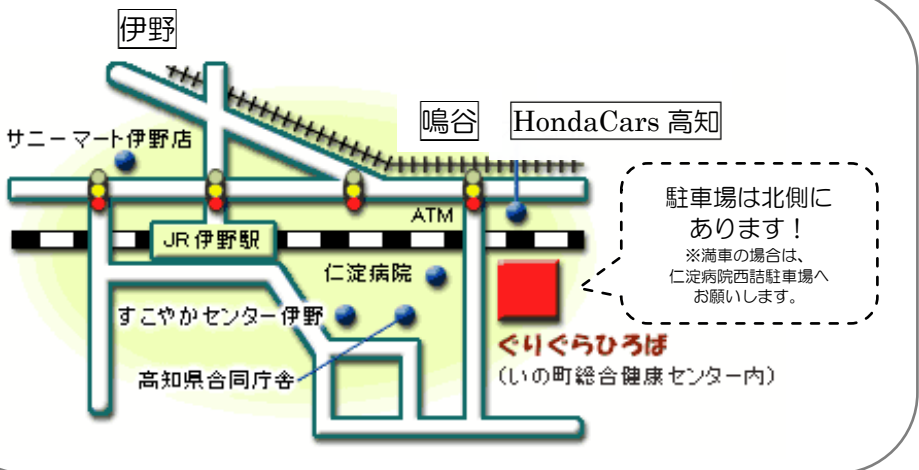 伊野
鳴谷
HondaCars 高知
サニーマート伊野店
ATM
JR伊野駅
駐車場は北側に
あります！
※満車の場合は、
仁淀病院西詰駐車場へ
お願いします。
仁淀病院
すこやかセンター伊野
高知県合同庁舎
ぐりぐらひろば
（いの町総合健康センター内）